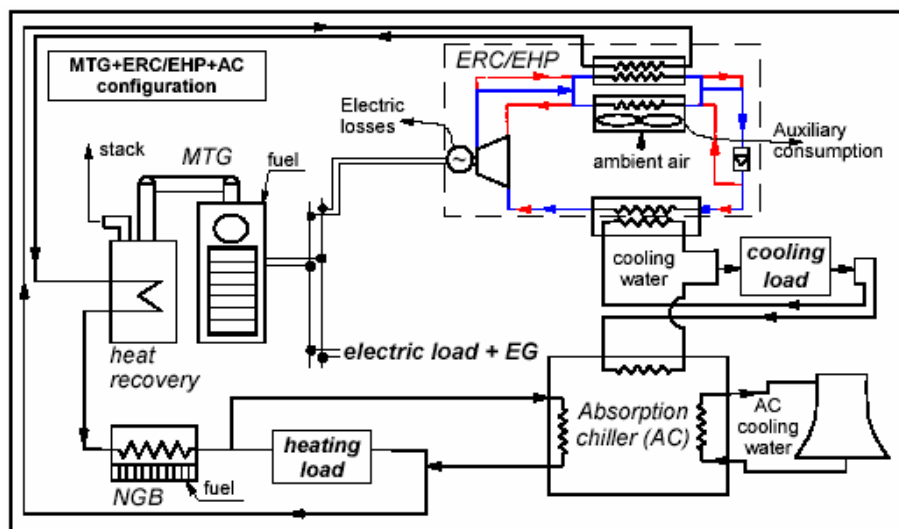 MTG+ERC/EHP+AC
configuration
ERC/EHP
Electric
losses
Auxiliary
consumption
ambient air
stack
MTG
fuel
~
cooling
water
cooling
load
heat
recovery
electric load + EG
Absorption
chiller (AC)
AC
cooling
water
heating
load
NGB
fuel